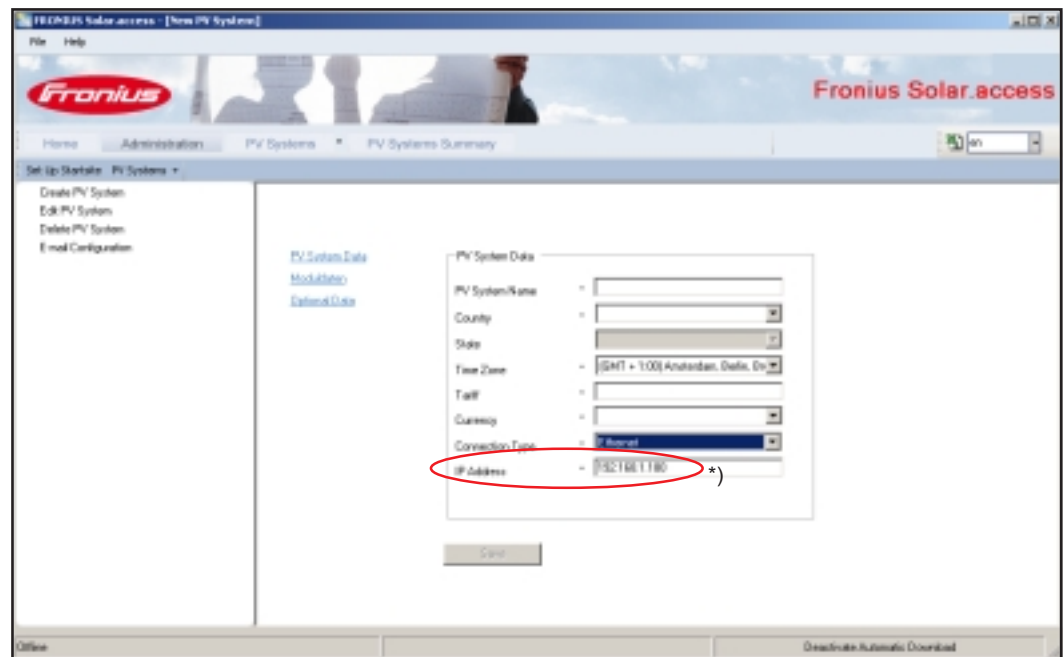 FRONIUS Solar.access - [New PV System]
File Help
Fronius
Fronius Solar.access
Home Administration PV Systems PV Systems Summary
en
Set Up Startsite PV Systems
Create PV System
Edit PV System
Delete PV System
E-mail Configuration
PV System Data
Moduldaten
Optional Data
PV System Data
PV System Name
Country
State
Time Zone (GMT + 1:00) Amsterdam, Berlin,
Tariff
Currency
Connection Type Ethernet
IP Address 192.168.1.180 *)
Save
Offline
Deactivate Automatic Download